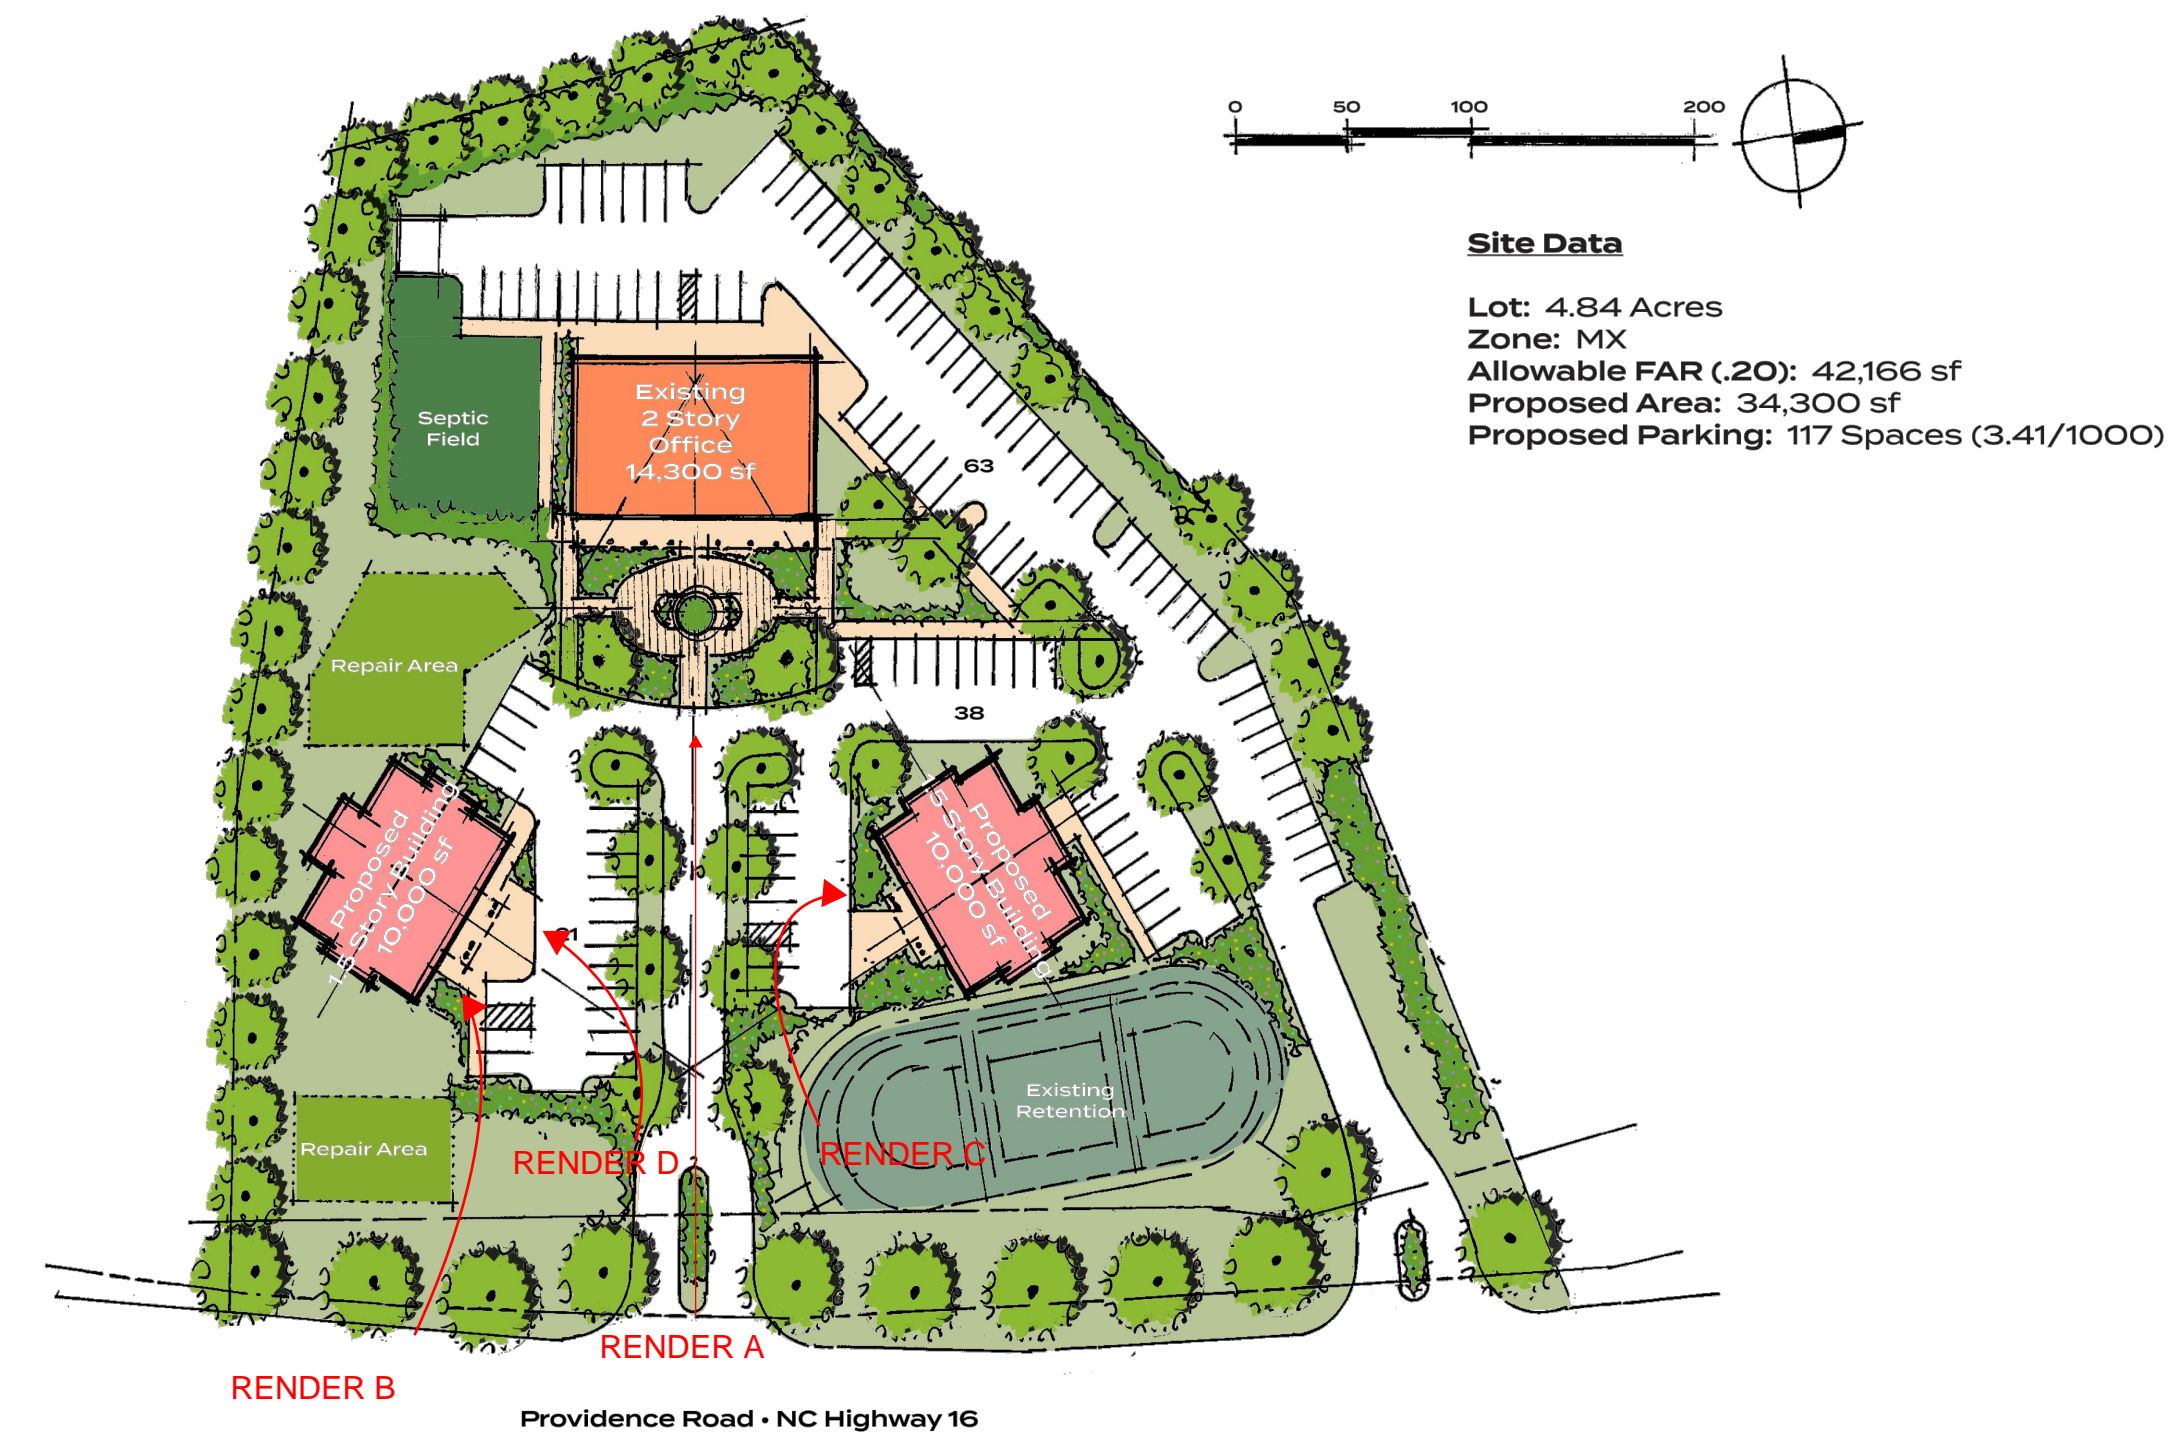 0 50 100 200
Site Data
Lot: 4.84 Acres
Zone: MX
Allowable FAR (.20): 42,166 sf
Proposed Area: 34,300 sf
Proposed Parking: 117 Spaces (3.41/1000)
Existing
2 Story
Office
14,300 sf
Septic
Field
63
Repair Area
38
Proposed
1.5 Story Building
10,000 sf
Proposed
5 Story Building
10,000 sf
Existing
Retention
Repair Area
RENDER D
RENDER C
RENDER A
RENDER B
Providence Road • NC Highway 16